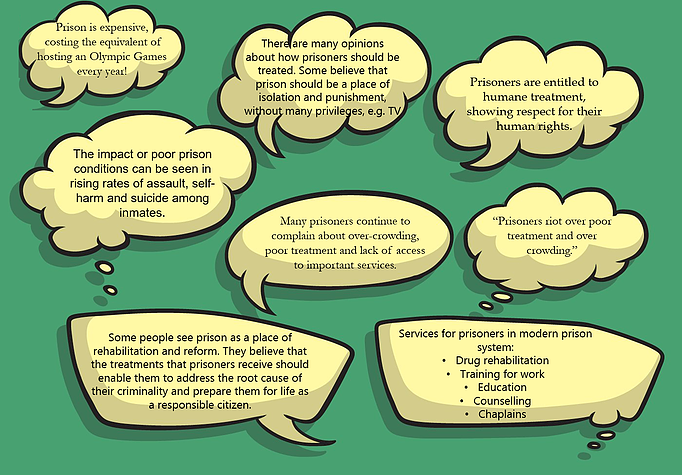 Prison is expensive,
costing the equivalent of
hosting an Olympic Games
every year!
There are many opinions
about how prisoners should be
treated. Some believe that
prison should be a place of
isolation and punishment,
without many privileges, e.g. TV
Prisoners are entitled to
humane treatment,
showing respect for their
human rights.
The impact or poor prison
conditions can be seen in
rising rates of assault, self-
harm and suicide among
inmates.
Many prisoners continue to
complain about over-crowding,
poor treatment and lack of access
to important services.
“Prisoners riot over poor
treatment and over
crowding.”
Some people see prison as a place of
rehabilitation and reform. They believe that
the treatments that prisoners receive should
enable them to address the root cause of
their criminality and prepare them for life as
a responsible citizen.
Services for prisoners in modern prison
system:
• Drug rehabilitation
• Training for work
• Education
• Counselling
• Chaplains